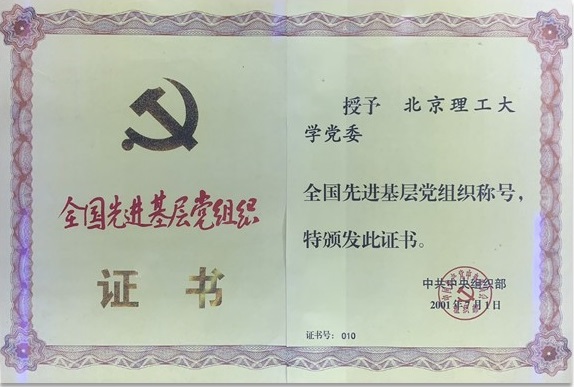 全国先进基层党组织
证书
授予 北京理工大
学党委
全国先进基层党组织称号，
特颁发此证书。
中共中央组织部
2001年7月1日
证书号：010